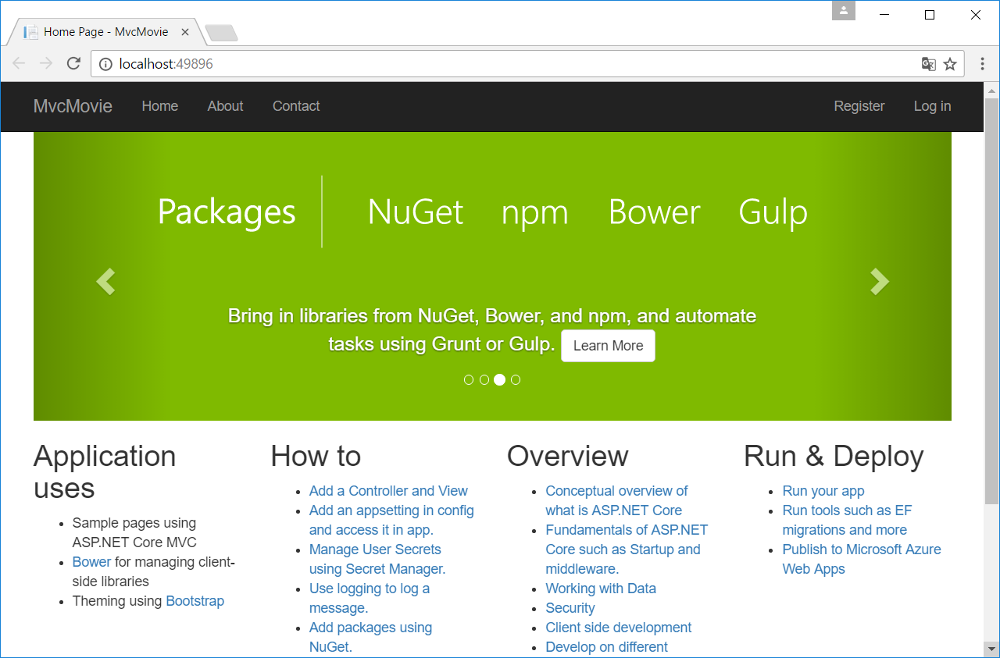 Home Page - MvcMovie
localhost:49896
MvcMovie Home About Contact Register Log in
Packages NuGet npm Bower Gulp
Bring in libraries from NuGet, Bower, and npm, and automate
tasks using Grunt or Gulp. Learn More
Application
uses
Sample pages using
ASP.NET Core MVC
Bower for managing client-
side libraries
Theming using Bootstrap
How to
Add a Controller and View
Add an appsetting in config
and access it in app.
Manage User Secrets
using Secret Manager.
Use logging to log a
message.
Add packages using
NuGet.
Overview
Conceptual overview of
what is ASP.NET Core
Fundamentals of ASP.NET
Core such as Startup and
middleware.
Working with Data
Security
Client side development
Develop on different
Run & Deploy
Run your app
Run tools such as EF
migrations and more
Publish to Microsoft Azure
Web Apps